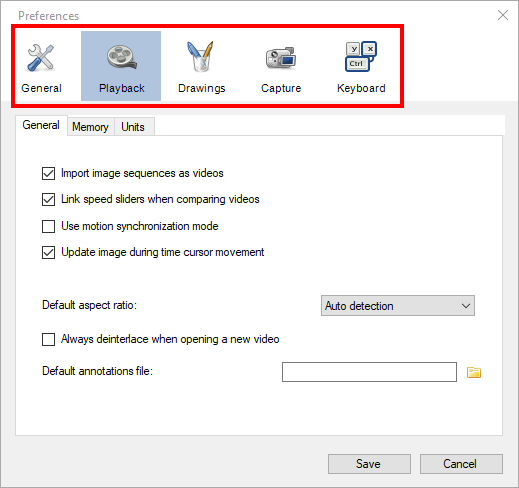 Preferences
General Playback Drawings Capture Y X Ctrl Keyboard
General Memory Units
Import image sequences as videos
Link speed sliders when comparing videos
Use motion synchronization mode
Update image during time cursor movement
Default aspect ratio: Auto detection
Always deinterlace when opening a new video
Default annotations file:
Save Cancel